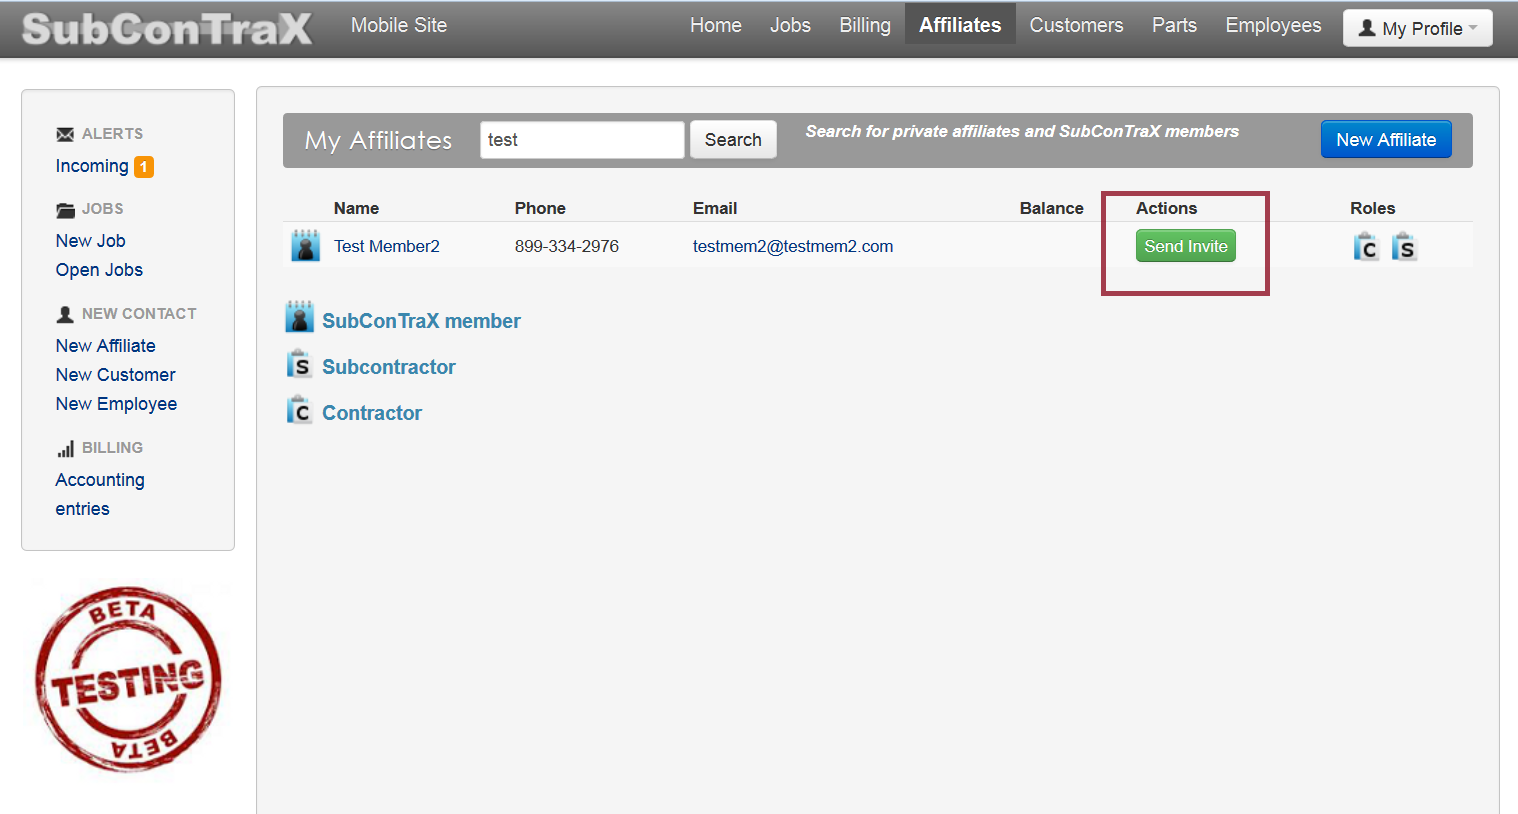 SubConTraX Mobile Site Home Jobs Billing Affiliates Customers Parts Employees My Profile
ALERTS
Incoming 1
JOBS
New Job
Open Jobs
NEW CONTACT
New Affiliate
New Customer
New Employee
BILLING
Accounting
entries
BETA
TESTING
BETA
My Affiliates test Search Search for private affiliates and SubConTraX members New Affiliate
Name Phone Email Balance Actions Roles
Test Member2 899-334-2976 testmem2@testmem2.com Send Invite C S
SubConTraX member
S Subcontractor
C Contractor